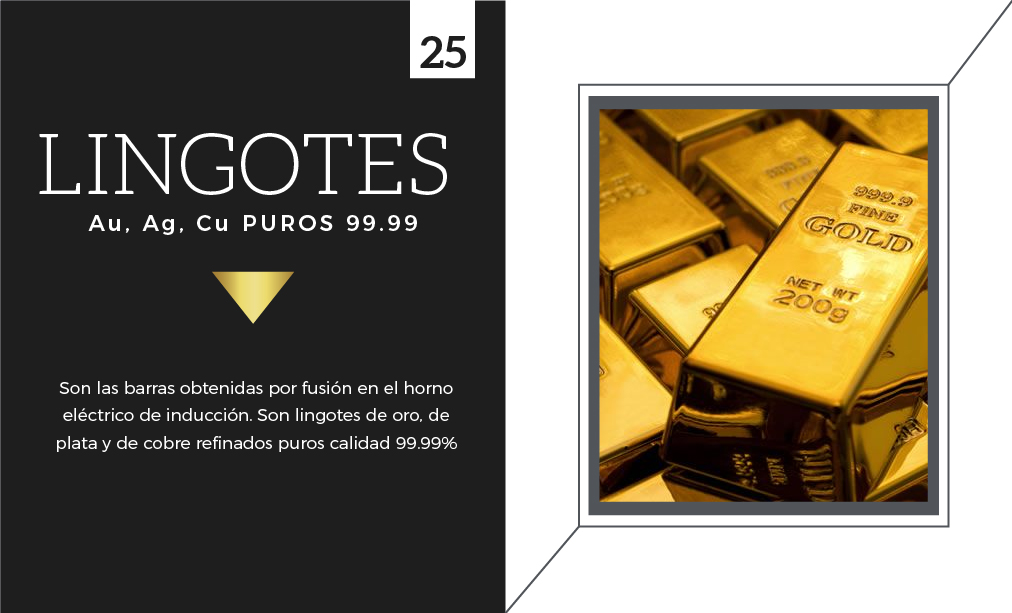 25
LINGOTES
Au, Ag, Cu PUROS 99.99
Son las barras obtenidas por fusión en el horno
eléctrico de inducción. Son lingotes de oro, de
plata y de cobre refinados puros calidad 99.99%
999.9
FINE
GOLD
NET WT
200g